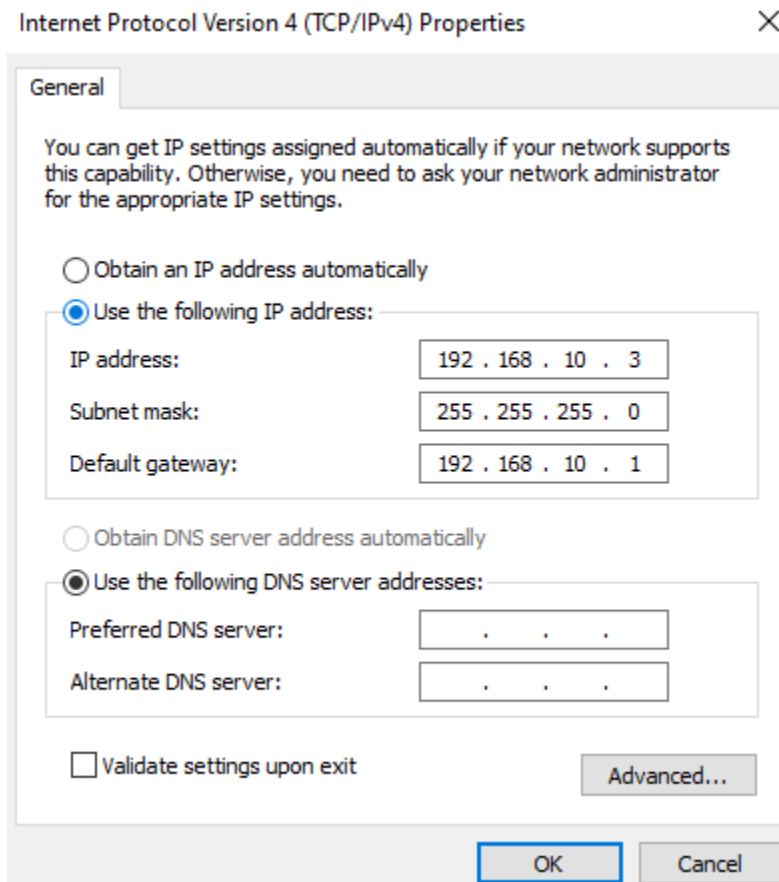 Internet Protocol Version 4 (TCP/IPv4) Properties
General
You can get IP settings assigned automatically if your network supports
this capability. Otherwise, you need to ask your network administrator
for the appropriate IP settings.
Obtain an IP address automatically
Use the following IP address:
IP address: 192 . 168 . 10 . 3
Subnet mask: 255 . 255 . 255 . 0
Default gateway: 192 . 168 . 10 . 1
Obtain DNS server address automatically
Use the following DNS server addresses:
Preferred DNS server: . . .
Alternate DNS server: . . .
Validate settings upon exit
Advanced...
OK Cancel